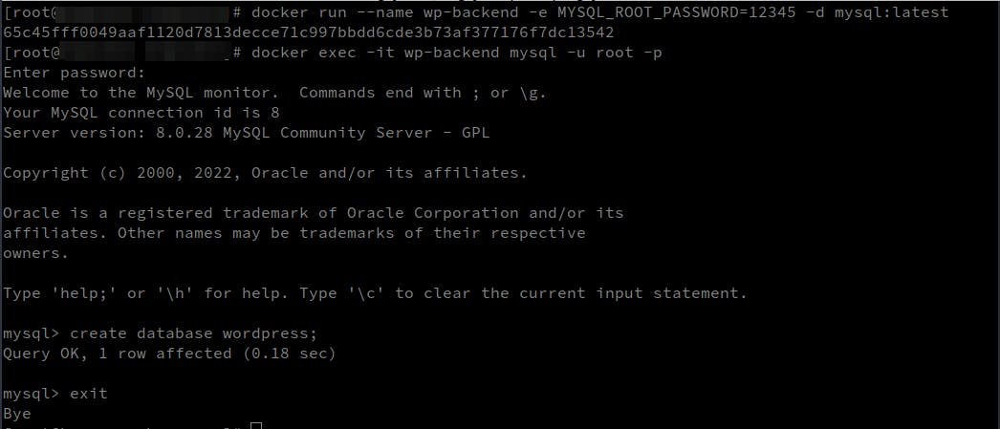 [root@ # docker run --name wp-backend -e MYSQL_ROOT_PASSWORD=12345 -d mysql:latest
65c45fff0049aaf1120d7813decce71c997bbdd6cde3b73af377176f7dc13542
[root@ # docker exec -it wp-backend mysql -u root -p
Enter password:
Welcome to the MySQL monitor.  Commands end with ; or \g.
Your MySQL connection id is 8
Server version: 8.0.28 MySQL Community Server - GPL
Copyright (c) 2000, 2022, Oracle and/or its affiliates.
Oracle is a registered trademark of Oracle Corporation and/or its
affiliates. Other names may be trademarks of their respective
owners.
Type 'help;' or '\h' for help. Type '\c' to clear the current input statement.
mysql> create database wordpress;
Query OK, 1 row affected (0.18 sec)
mysql> exit
Bye